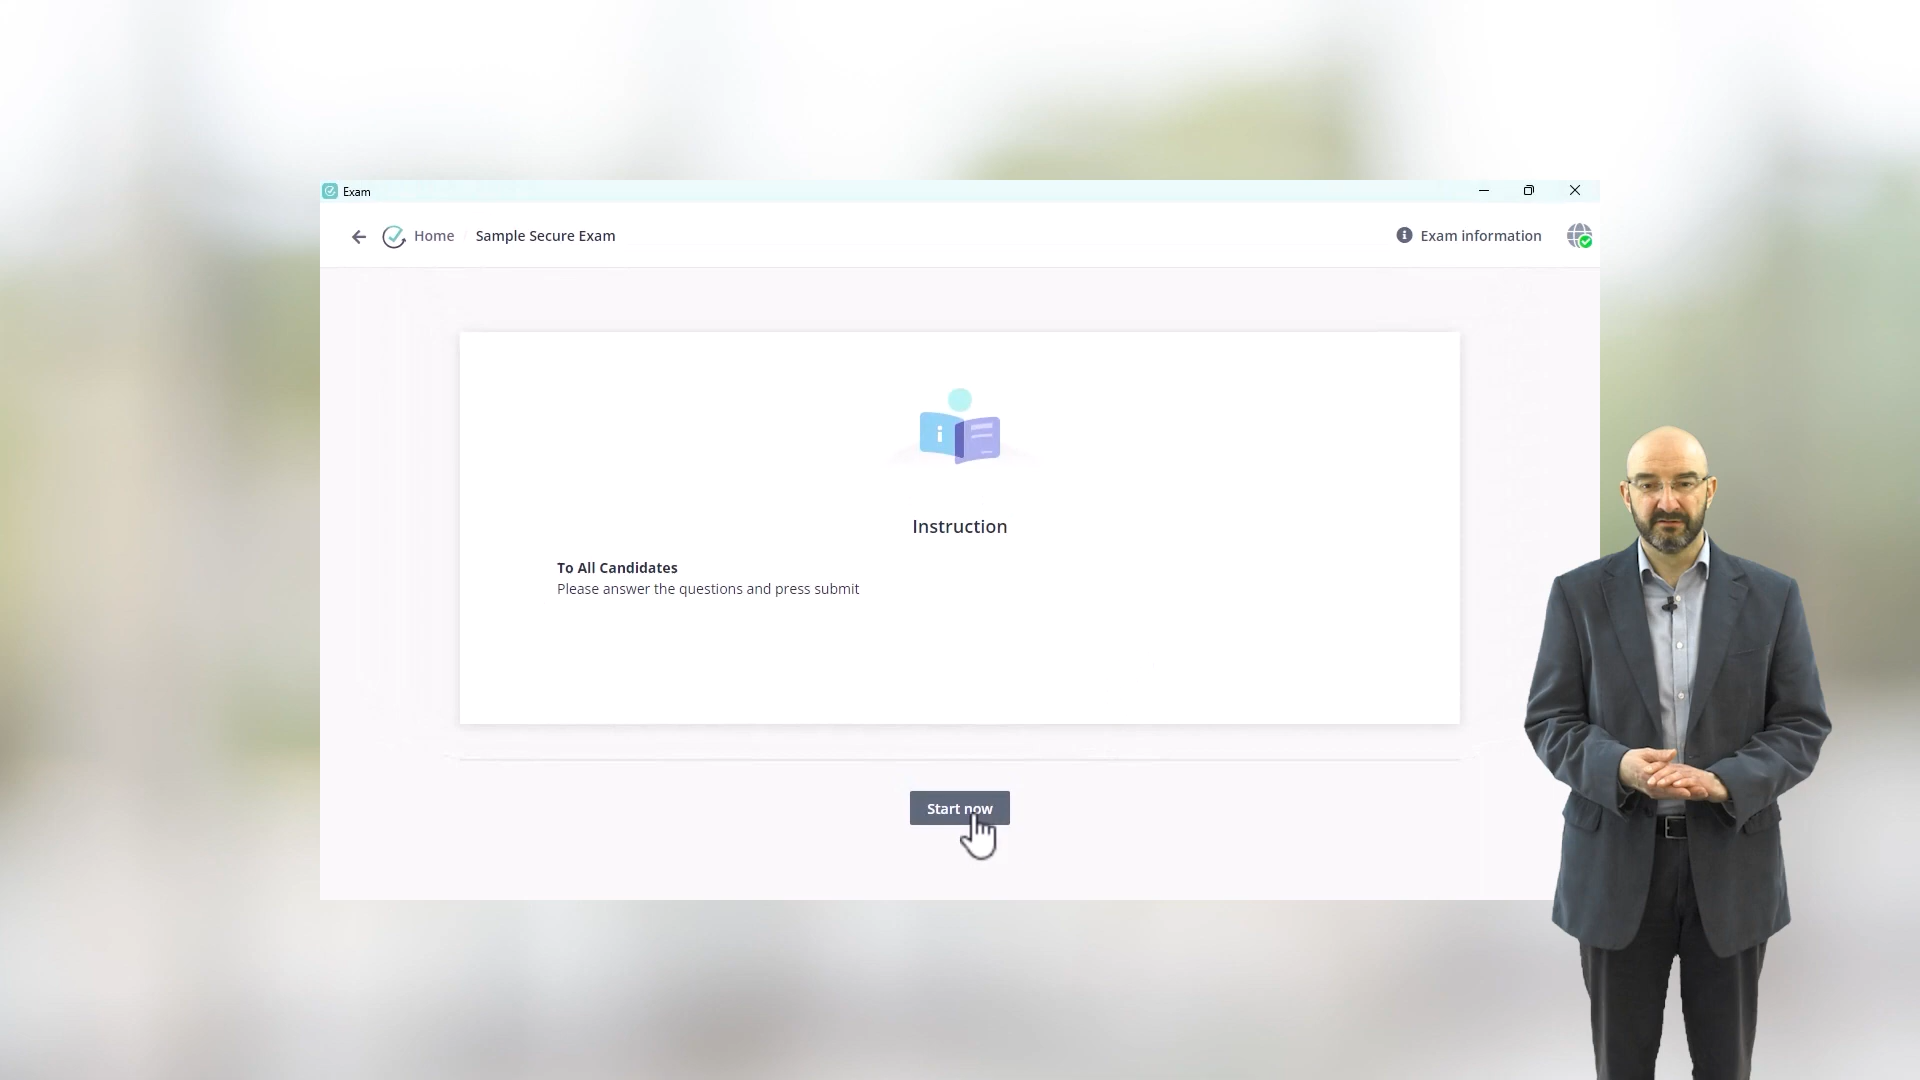 Exam
Home
Sample Secure Exam
Exam information
Instruction
To All Candidates
Please answer the questions and press submit
Start now